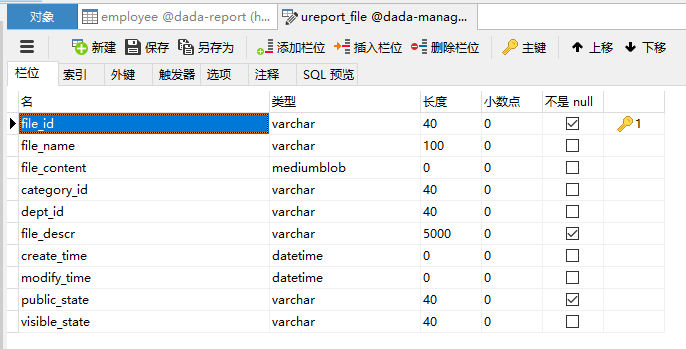 对象 employee @dada-report (h... ureport_file @dada-manag...
新建 保存 另存为 添加栏位 插入栏位 删除栏位 主键 上移 下移
栏位 索引 外键 触发器 选项 注释 SQL 预览
名 类型 长度 小数点 不是 null
file_id varchar 40 0 1
file_name varchar 100 0
file_content mediumblob 0 0
category_id varchar 40 0
dept_id varchar 40 0
file_descr varchar 5000 0
create_time datetime 0 0
modify_time datetime 0 0
public_state varchar 40 0
visible_state varchar 40 0